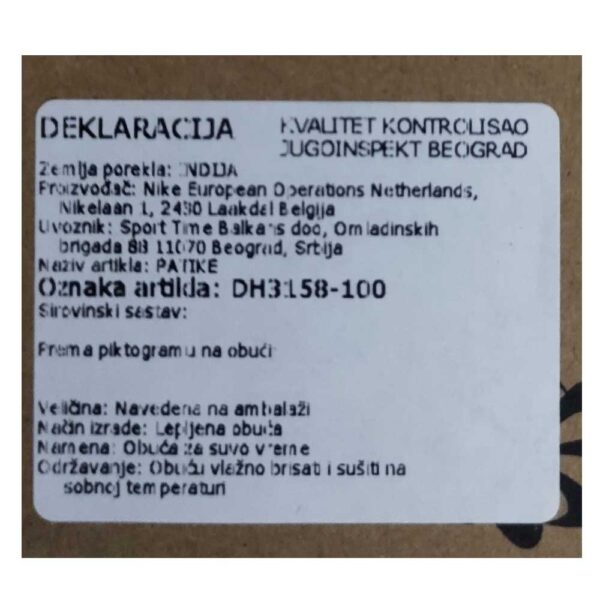 DEKLARACIJA
KVALITET KONTROLISAO
JUGOINSPEKT BEOGRAD
Zemlja porekla: INDIJA
Proizvođač: Nike European Operations Netherlands,
Nikelaan 1, 2430 Laakdal Belgija
Uvoznik: Sport Time Balkans doo, Omladinskih
brigada 88 11070 Beograd, Srbija
Naziv artikla: PATIKE
Oznaka artikla: DH3158-100
Sirovinski sastav:
Prema piktogramu na obući
Veličina: Navedena na ambalaži
Način izrade: Lepljena obuća
Namena: Obuća za suvo vreme
Održavanje: Obuću vlažno brisati i sušiti na
sobnoj temperaturi